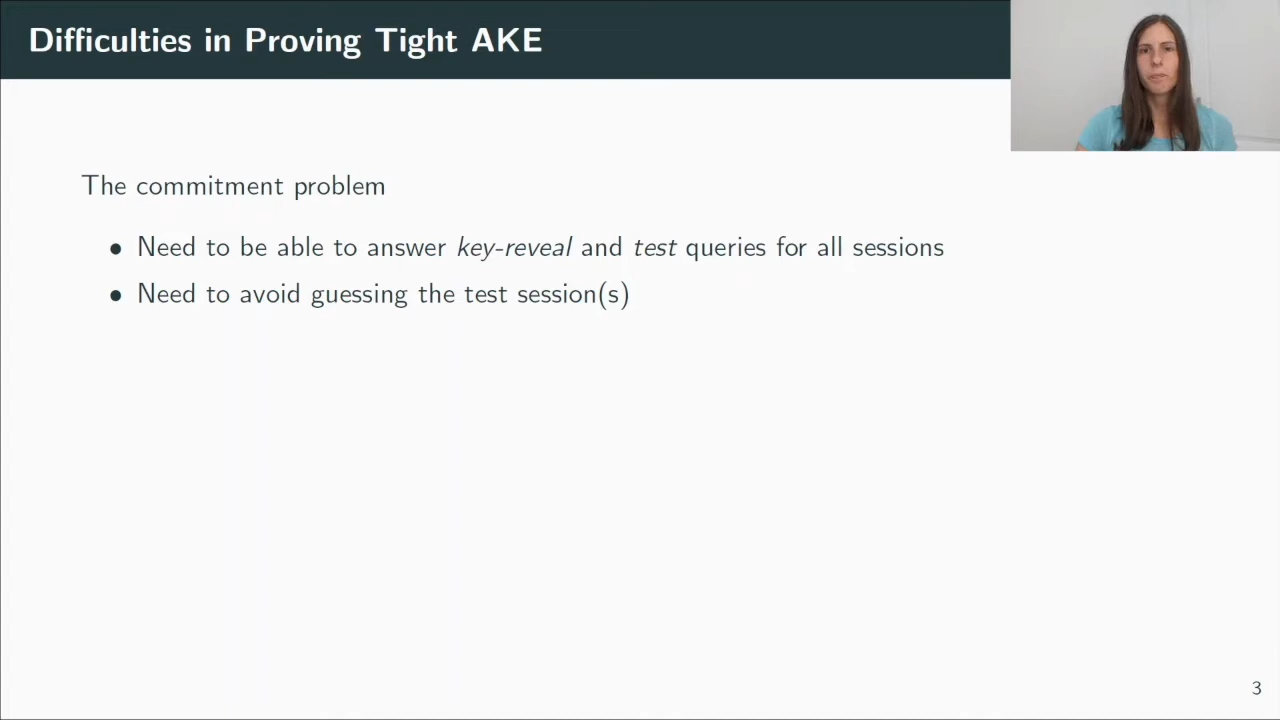 Difficulties in Proving Tight AKE
The commitment problem
• Need to be able to answer key-reveal and test queries for all sessions
• Need to avoid guessing the test session(s)
3